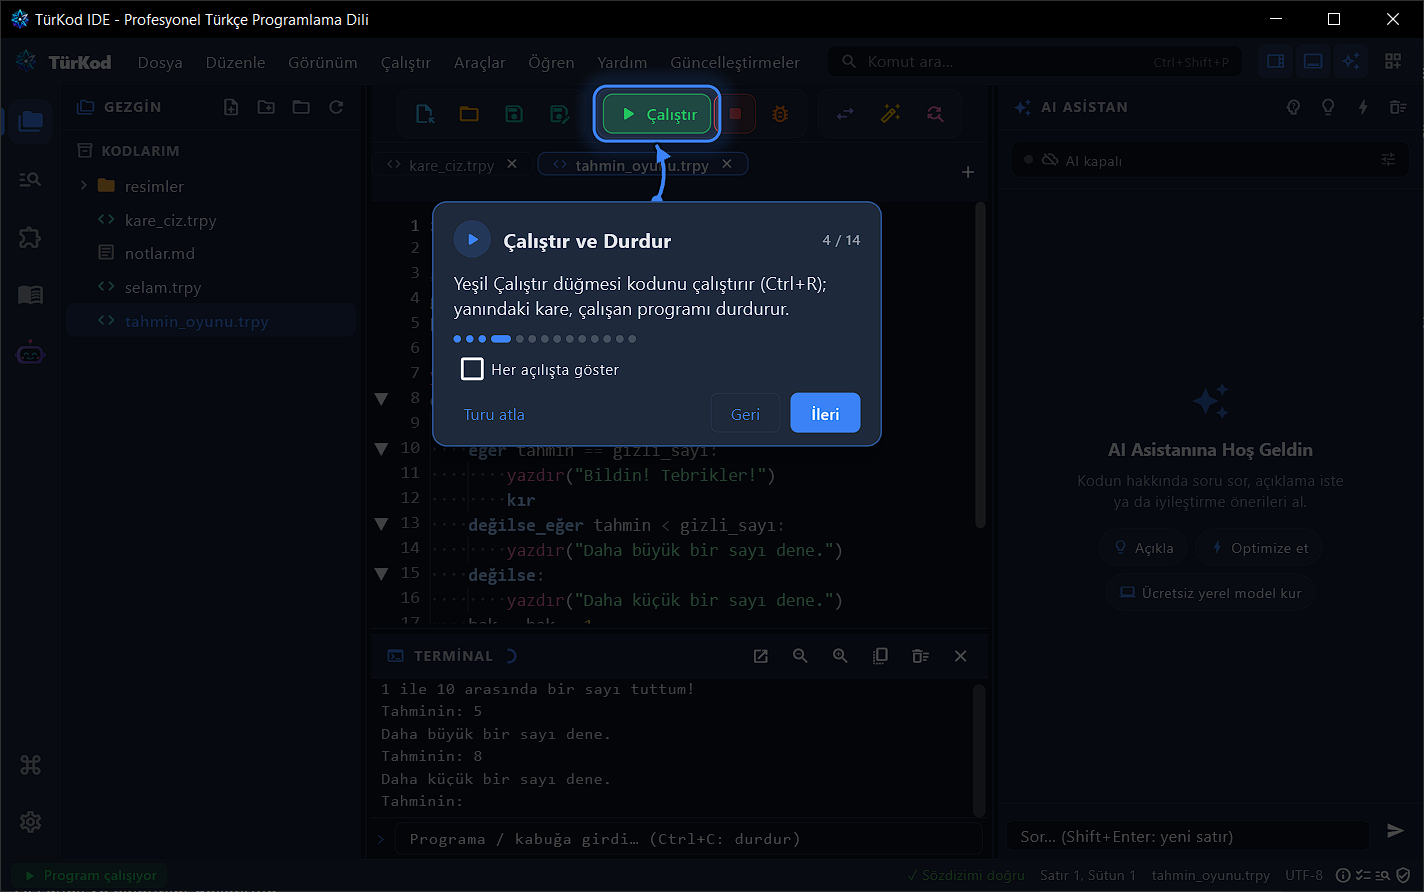 TürKod IDE - Profesyonel Türkçe Programlama Dili
TürKod Dosya Düzenle Görünüm Çalıştır Araçlar Öğren Yardım Güncelleştirmeler Komut ara... Ctrl+Shift+P
GEZGİN
KODLARIM
resimler
kare_ciz.trpy
notlar.md
selam.trpy
tahmin_oyunu.trpy
Çalıştır
kare_ciz.trpy
tahmin_oyunu.trpy
Çalıştır ve Durdur 4 / 14
Yeşil Çalıştır düğmesi kodunu çalıştırır (Ctrl+R);
yanındaki kare, çalışan programı durdurur.
Her açılışta göster
Turu atla Geri İleri
1
2
3
4
5
6
7
8
9
10 eğer tahmin == gizli_sayı:
11 yazdır("Bildin! Tebrikler!")
12 kır
13 değilse_eğer tahmin < gizli_sayı:
14 yazdır("Daha büyük bir sayı dene.")
15 değilse:
16 yazdır("Daha küçük bir sayı dene.")
17
TERMİNAL
1 ile 10 arasında bir sayı tuttum!
Tahminin: 5
Daha büyük bir sayı dene.
Tahminin: 8
Daha küçük bir sayı dene.
Tahminin:
> Programa / kabuğa girdi… (Ctrl+C: durdur)
AI ASİSTAN
AI kapalı
AI Asistanına Hoş Geldin
Kodun hakkında soru sor, açıklama iste
ya da iyileştirme önerileri al.
Açıkla
Optimize et
Ücretsiz yerel model kur
Sor... (Shift+Enter: yeni satır)
Program çalışıyor
✓ Sözdizimi doğru Satır 1, Sütun 1 tahmin_oyunu.trpy UTF-8